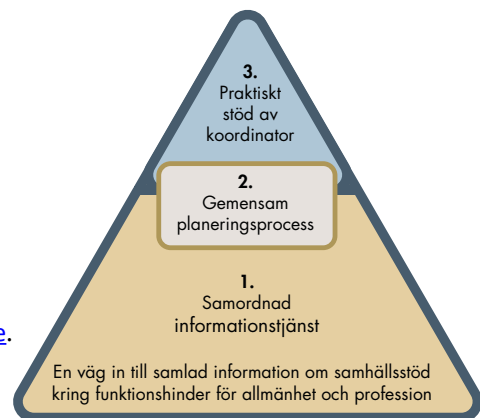 3.
Praktiskt
stöd av
koordinator
2.
Gemensam
planeringsprocess
1.
Samordnad
informationstjänst
e.
En väg in till samlad information om samhällsstöd
kring funktionshinder för allmänhet och profession